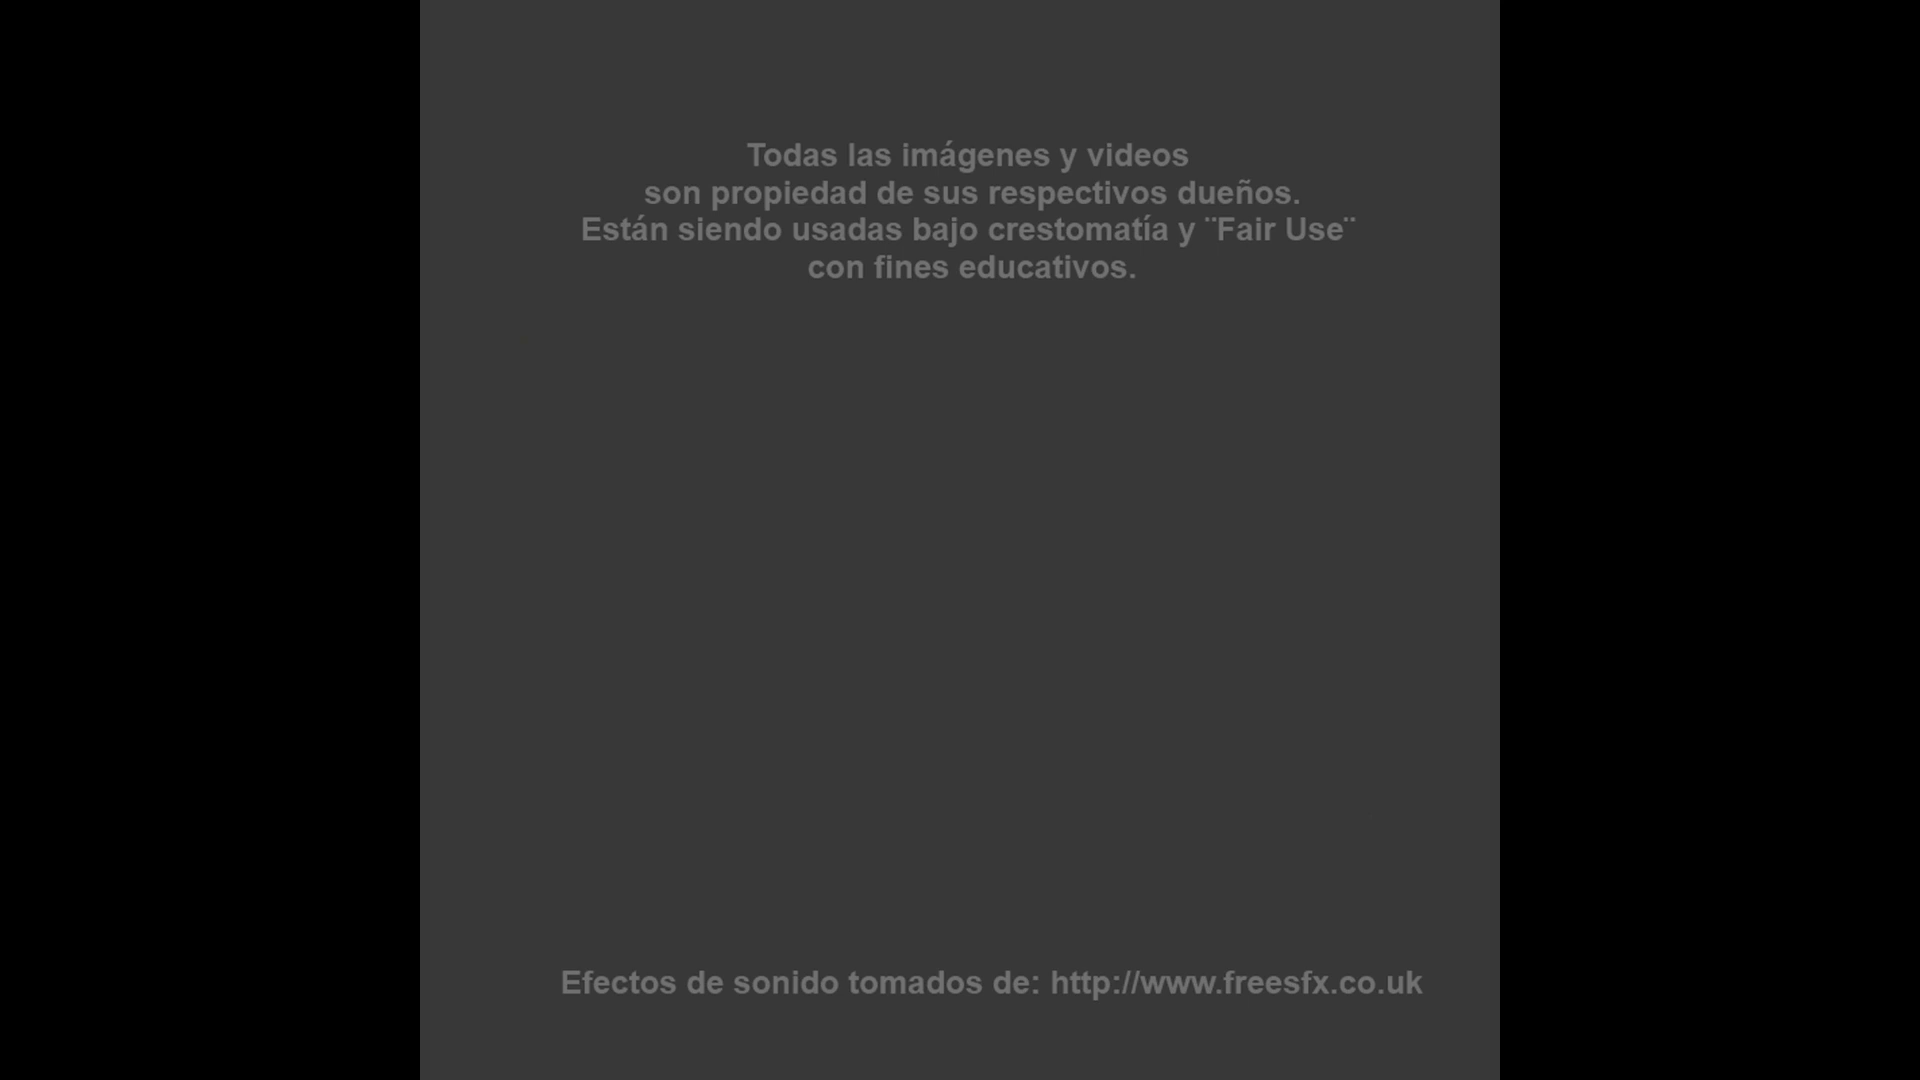 Todas las imágenes y videos
son propiedad de sus respectivos dueños.
Están siendo usadas bajo crestomatía y ¨Fair Use¨
con fines educativos.
Efectos de sonido tomados de: http://www.freesfx.co.uk